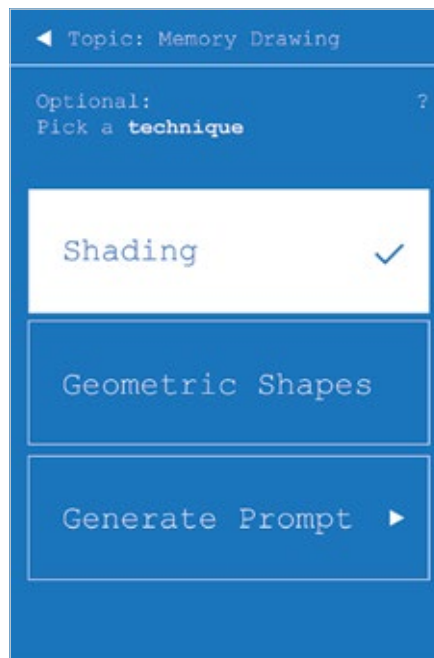 Topic: Memory Drawing
Optional: ?
Pick a technique
Shading
Geometric Shapes
Generate Prompt